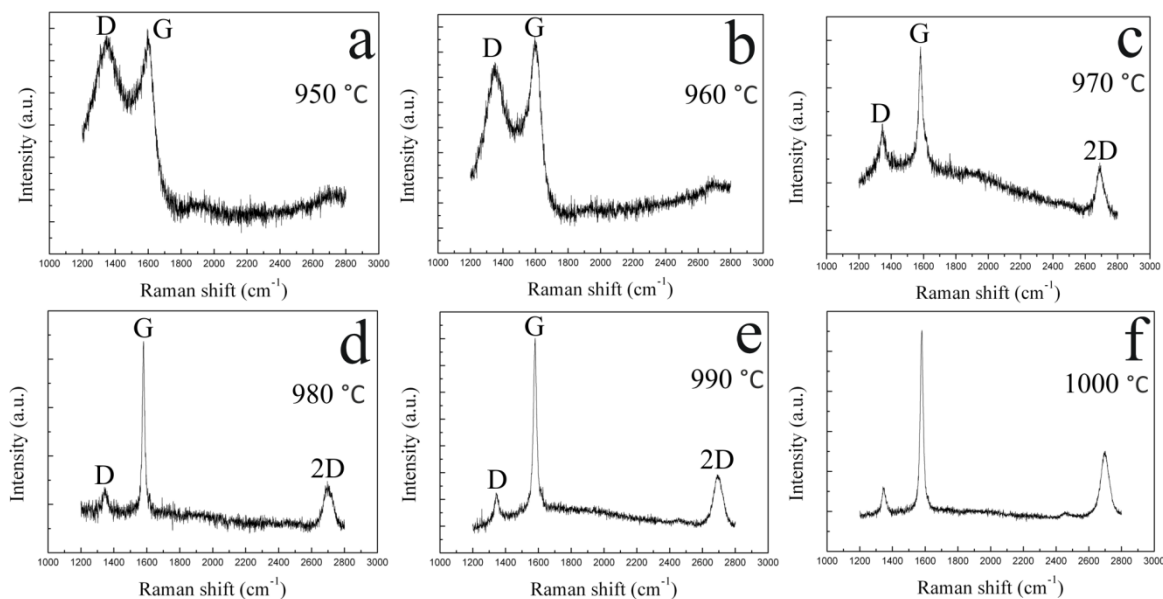 a
D
G
950 °C
Intensity (a.u.)
1000 1200 1400 1600 1800 2000 2200 2400 2600 2800 3000
Raman shift (cm-1)
b
D
G
960 °C
Intensity (a.u.)
1000 1200 1400 1600 1800 2000 2200 2400 2600 2800 3000
Raman shift (cm-1)
c
D
G
970 °C
2D
Intensity (a.u.)
1000 1200 1400 1600 1800 2000 2200 2400 2600 2800 3000
Raman shift (cm-1)
d
G
980 °C
D
2D
Intensity (a.u.)
1000 1200 1400 1600 1800 2000 2200 2400 2600 2800 3000
Raman shift (cm-1)
e
G
990 °C
D
2D
Intensity (a.u.)
1000 1200 1400 1600 1800 2000 2200 2400 2600 2800 3000
Raman shift (cm-1)
f
1000 °C
Intensity (a.u.)
1000 1200 1400 1600 1800 2000 2200 2400 2600 2800 3000
Raman shift (cm-1)